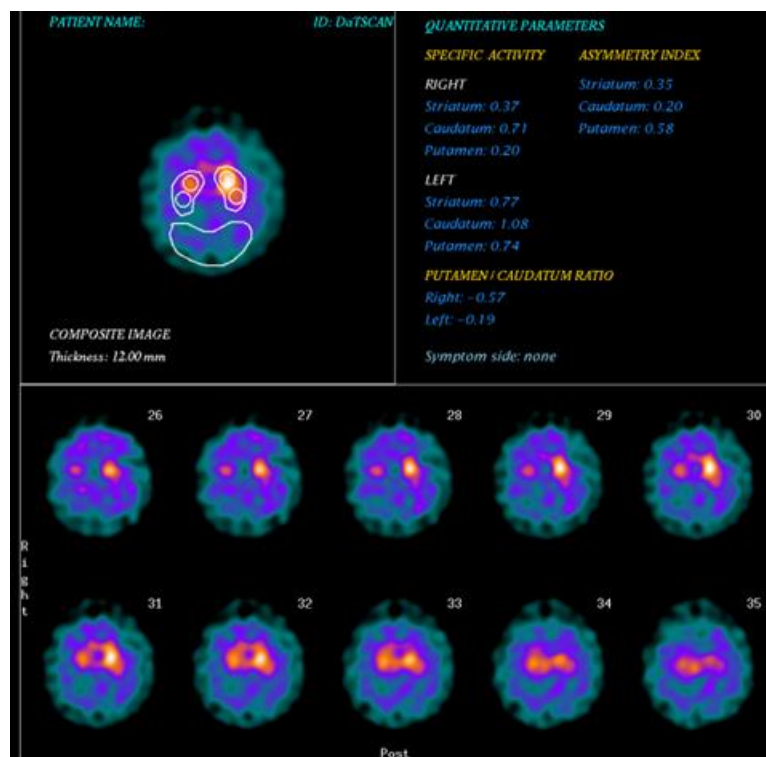 PATIENT NAME: ID: DaTSCAN
COMPOSITE IMAGE
Thickness: 12.00 mm
QUANTITATIVE PARAMETERS
SPECIFIC ACTIVITY ASYMMETRY INDEX
RIGHT Striatum: 0.35
Striatum: 0.37 Caudatum: 0.20
Caudatum: 0.71 Putamen: 0.58
Putamen: 0.20
LEFT
Striatum: 0.77
Caudatum: 1.08
Putamen: 0.74
PUTAMEN / CAUDATUM RATIO
Right: -0.57
Left: -0.19
Symptom side: none
26 27 28 29 30
Right
31 32 33 34 35
Post